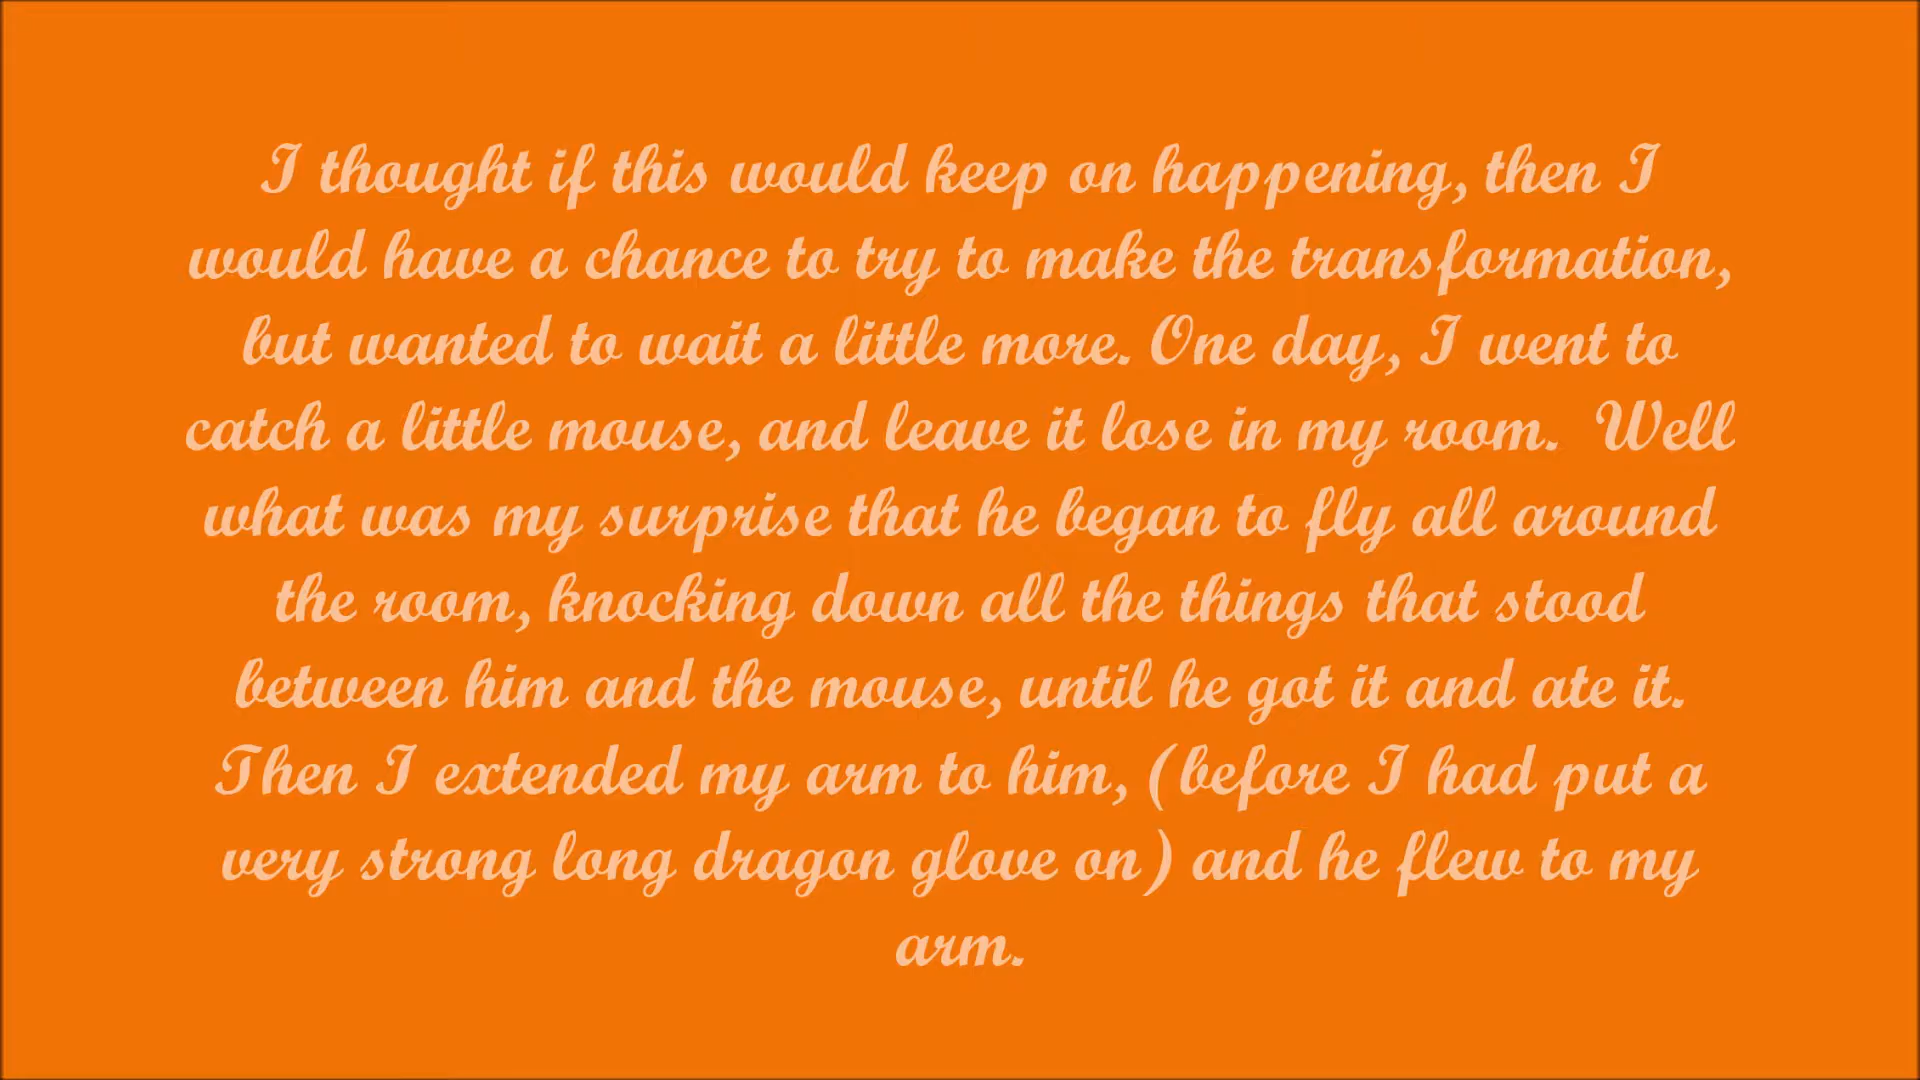 I thought if this would keep on happening, then I
would have a chance to try to make the transformation,
but wanted to wait a little more. One day, I went to
catch a little mouse, and leave it lose in my room.  Well
what was my surprise that he began to fly all around
the room, knocking down all the things that stood
between him and the mouse, until he got it and ate it.
Then I extended my arm to him, (before I had put a
very strong long dragon glove on) and he flew to my
arm.